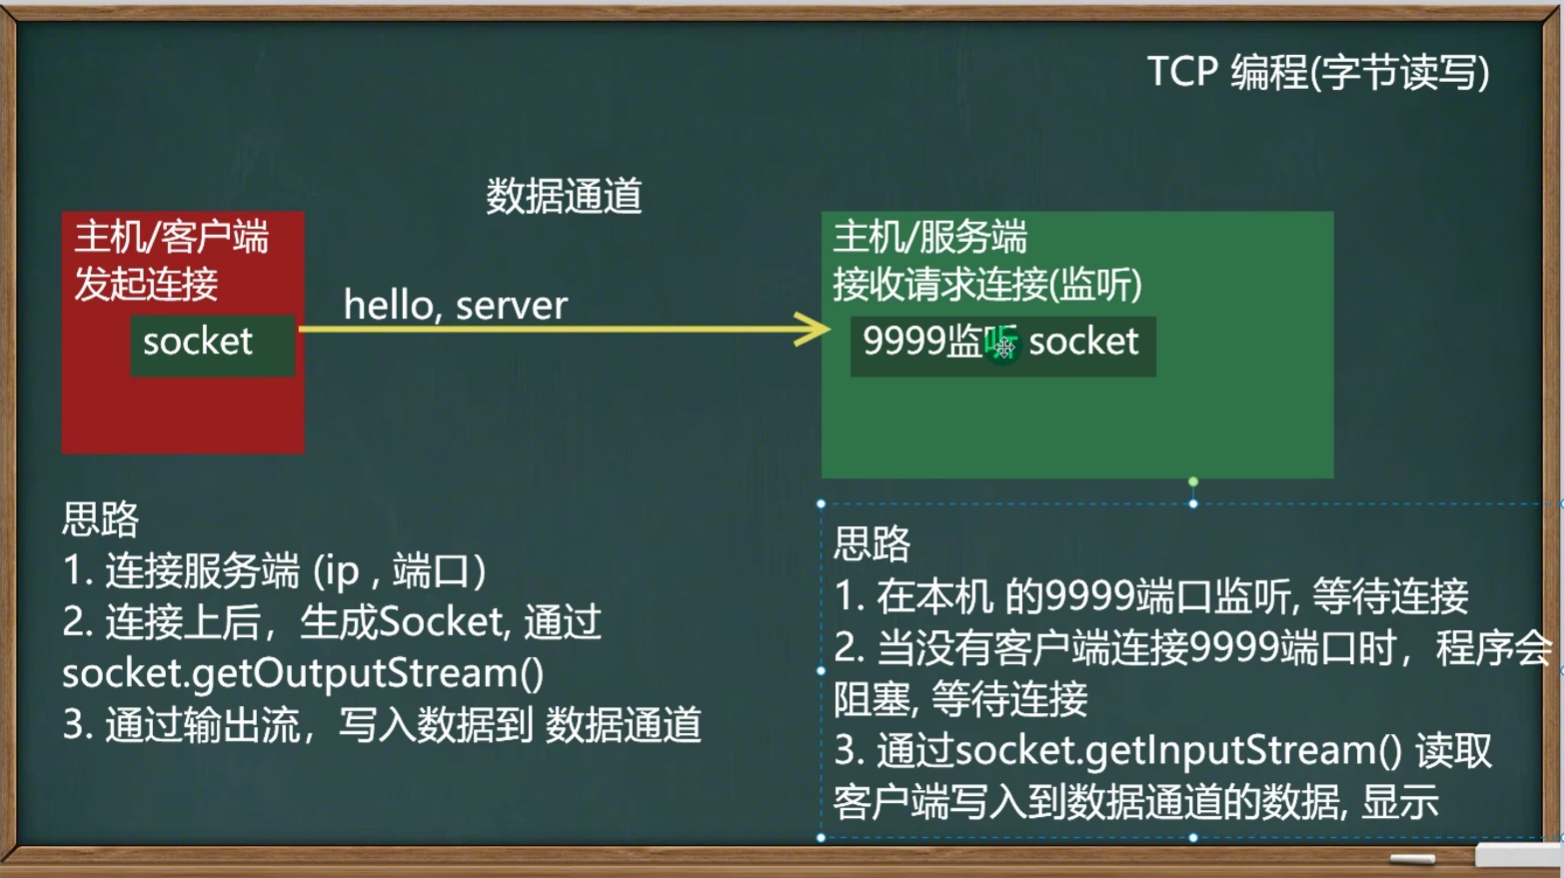 TCP 编程(字节读写)
数据通道
主机/客户端
发起连接
socket
hello, server
主机/服务端
接收请求连接(监听)
9999监听 socket
思路
1. 连接服务端 (ip , 端口)
2. 连接上后，生成Socket, 通过
socket.getOutputStream()
3. 通过输出流，写入数据到 数据通道
思路
1. 在本机 的9999端口监听, 等待连接
2. 当没有客户端连接9999端口时，程序会
阻塞, 等待连接
3. 通过socket.getInputStream() 读取
客户端写入到数据通道的数据, 显示